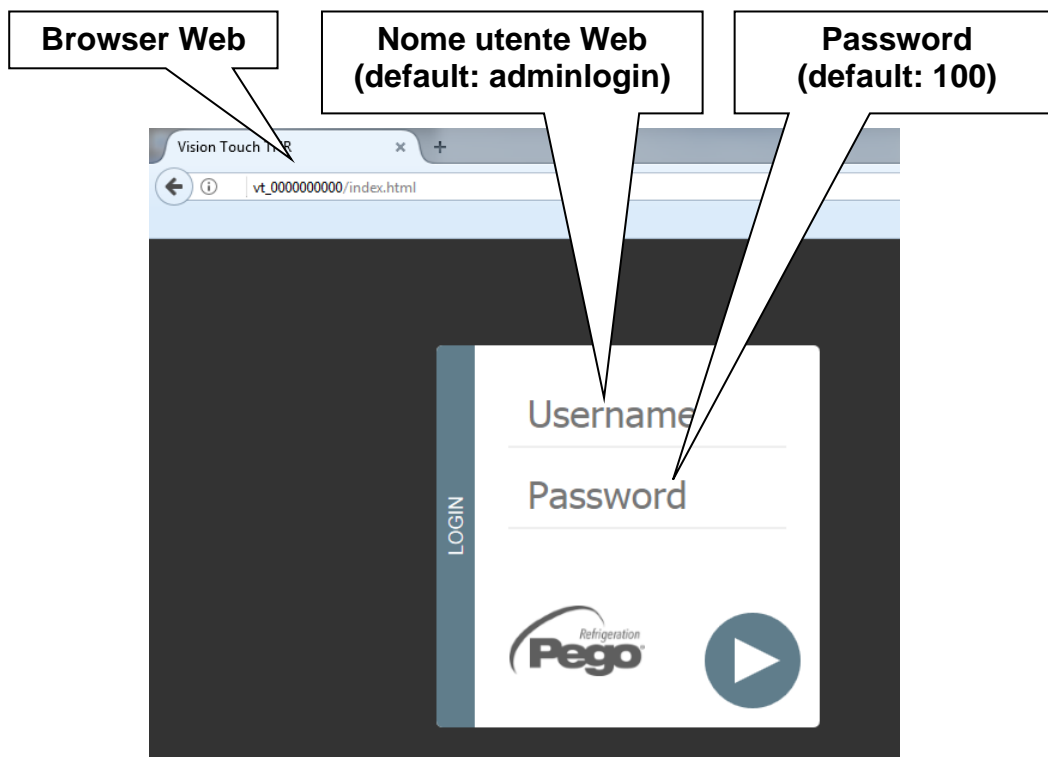 Browser Web
Nome utente Web
(default: adminlogin)
Password
(default: 100)
Vision Touch
vt_0000000000/index.html
Username
Password
LOGIN
Refrigeration
Pego